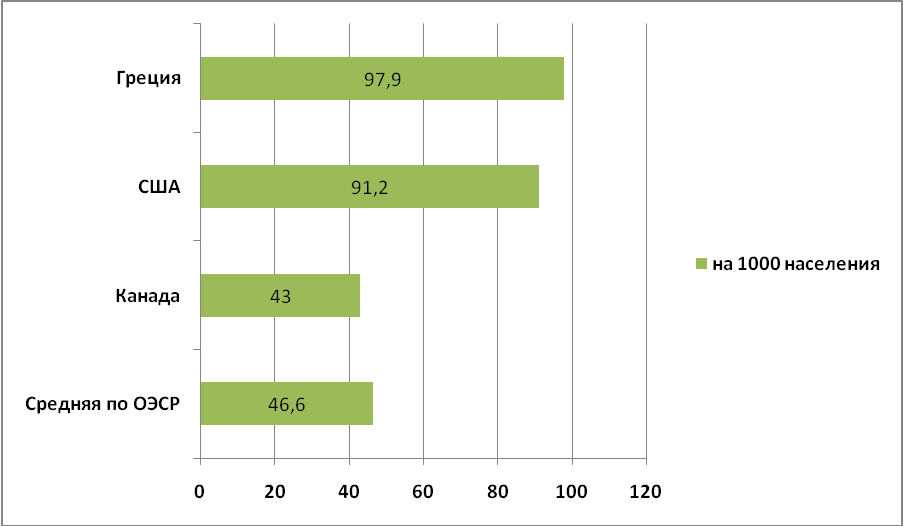 Греция
97,9
США
91,2
на 1000 населения
Канада
43
Средняя по ОЭСР
46,6
0 20 40 60 80 100 120